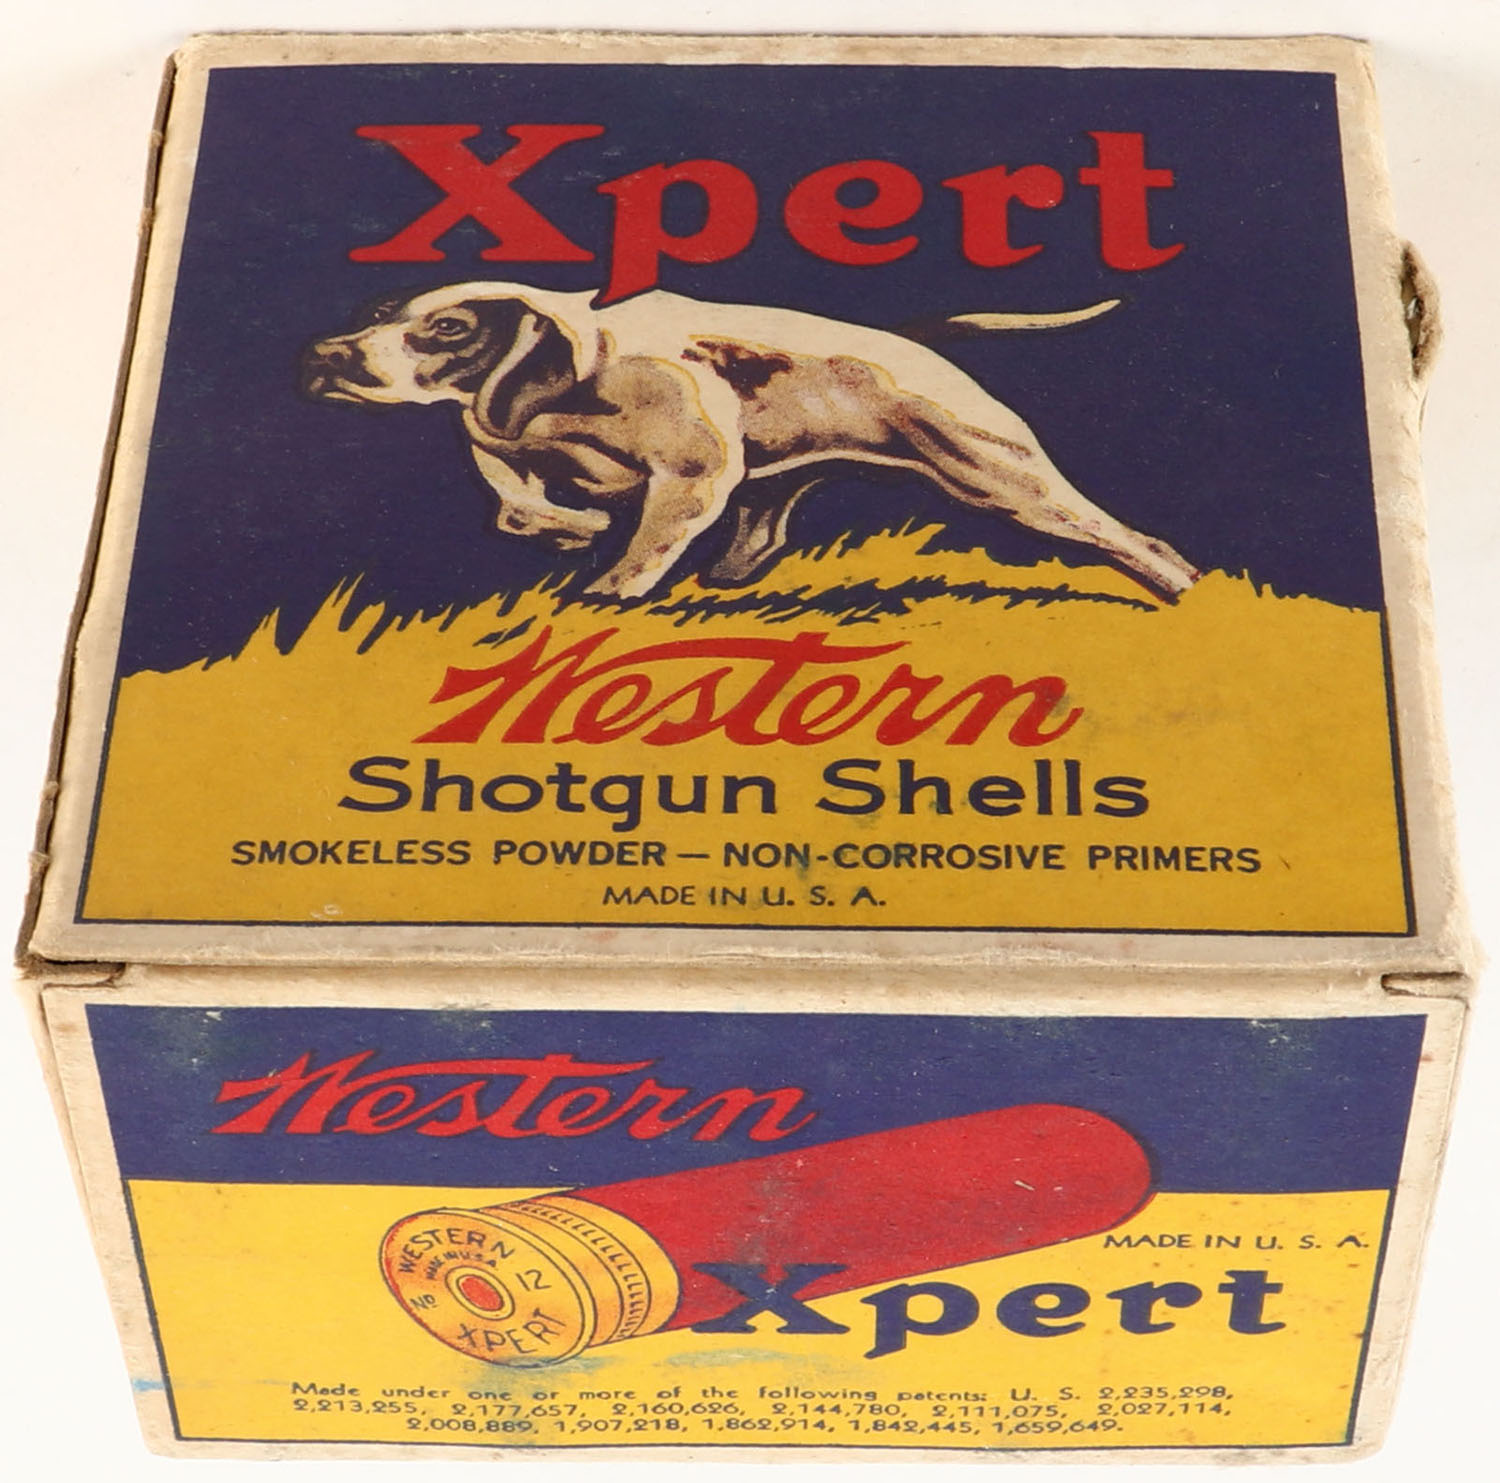 Xpert
Western
Shotgun Shells
SMOKELESS POWDER — NON-CORROSIVE PRIMERS
MADE IN U. S. A.
Western
WESTERN
MADE IN U.S.A.
No 12
XPERT
MADE IN U. S. A.
Xpert
Made under one or more of the following patents: U. S. 2,235,298,
2,213,255, 2,177,657, 2,160,626, 2,144,780, 2,111,075, 2,027,114,
2,008,889, 1,907,218, 1,862,914, 1,842,445, 1,659,649.